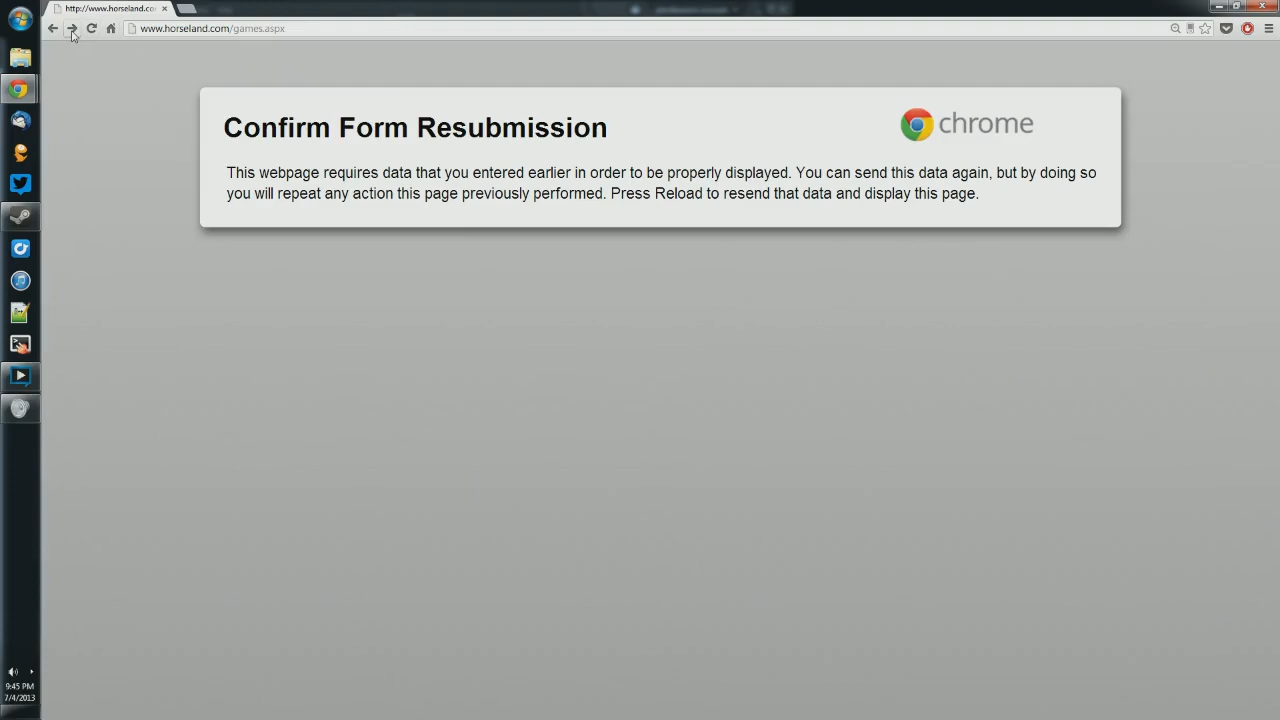 http://www.horseland.co
www.horseland.com/games.aspx
Confirm Form Resubmission
chrome
This webpage requires data that you entered earlier in order to be properly displayed. You can send this data again, but by doing so
you will repeat any action this page previously performed. Press Reload to resend that data and display this page.
9:45 PM
7/4/2013